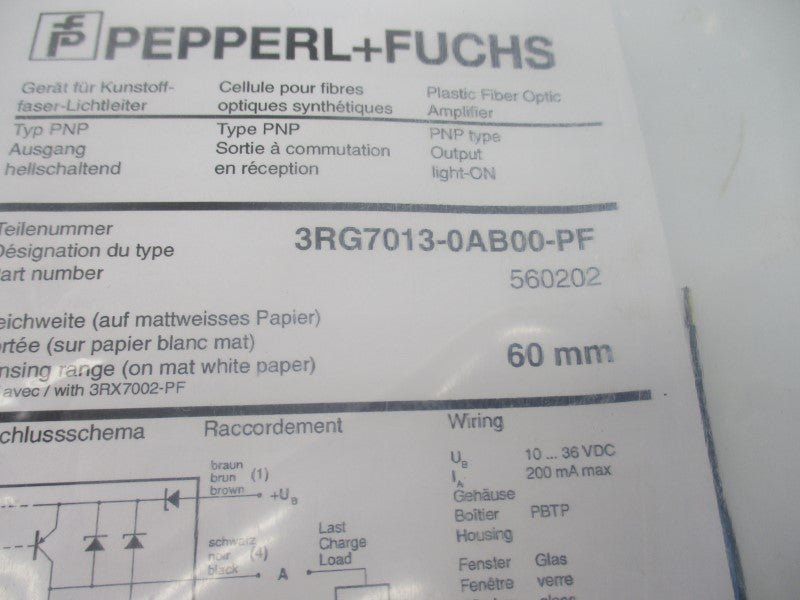 PEPPERL+FUCHS
Gerät für Kunstoff-
faser-Lichtleiter
Cellule pour fibres
optiques synthétiques
Plastic Fiber Optic
Amplifier
Typ PNP
Ausgang
hellschaltend
Type PNP
Sortie à commutation
en réception
PNP type
Output
light-ON
Teilenummer
Désignation du type
art number
3RG7013-0AB00-PF
560202
eichweite (auf mattweisses Papier)
ortée (sur papier blanc mat)
nsing range (on mat white paper)
avec / with 3RX7002-PF
60 mm
chlussschema
Raccordement
Wiring
braun
brun (1)
brown
+UB
schwarz
noir (4)
black
A
Last
Charge
Load
UB 10 ... 36 VDC
IA 200 mA max
Gehäuse
Boîtier PBTP
Housing
Fenster Glas
Fenêtre verre